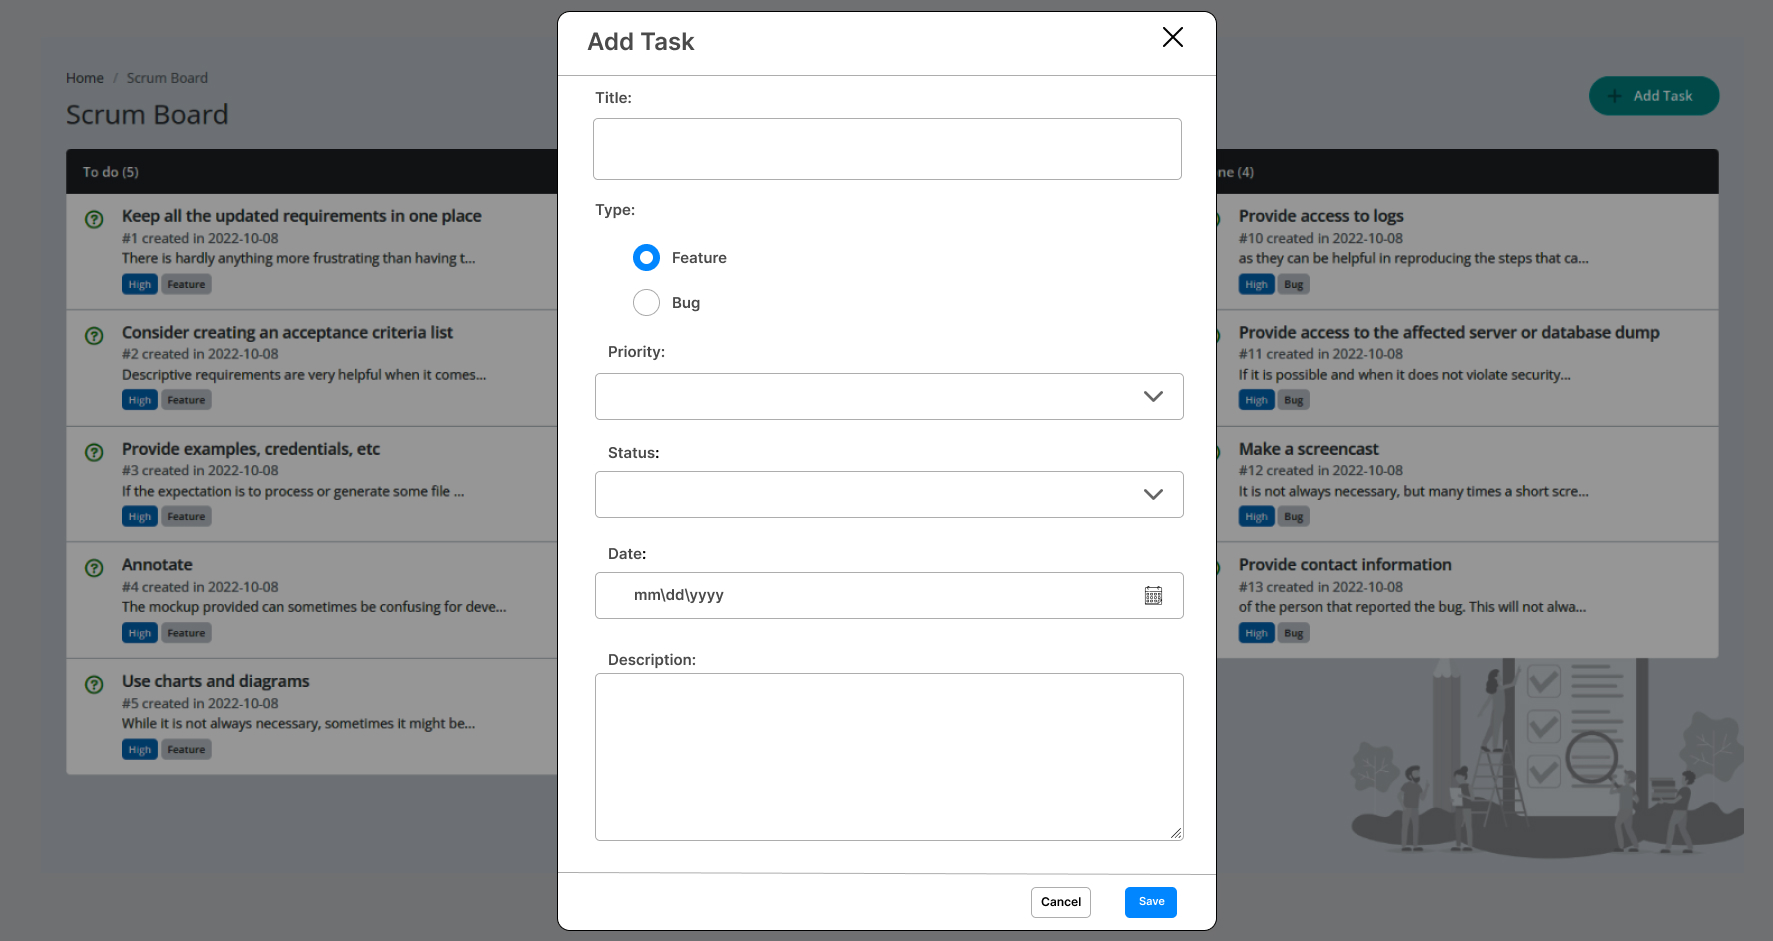 Home / Scrum Board
Scrum Board
+ Add Task
To do (5)
Keep all the updated requirements in one place
#1 created in 2022-10-08
There is hardly anything more frustrating than having t...
High Feature
Consider creating an acceptance criteria list
#2 created in 2022-10-08
Descriptive requirements are very helpful when it comes...
High Feature
Provide examples, credentials, etc
#3 created in 2022-10-08
If the expectation is to process or generate some file ...
High Feature
Annotate
#4 created in 2022-10-08
The mockup provided can sometimes be confusing for deve...
High Feature
Use charts and diagrams
#5 created in 2022-10-08
While it is not always necessary, sometimes it might be...
High Feature
Add Task
Title:
Type:
Feature
Bug
Priority:
Status:
Date:
mm\dd\yyyy
Description:
Cancel Save
ne (4)
Provide access to logs
#10 created in 2022-10-08
as they can be helpful in reproducing the steps that ca...
High Bug
Provide access to the affected server or database dump
#11 created in 2022-10-08
If it is possible and when it does not violate security...
High Bug
Make a screencast
#12 created in 2022-10-08
It is not always necessary, but many times a short scre...
High Bug
Provide contact information
#13 created in 2022-10-08
of the person that reported the bug. This will not alwa...
High Bug